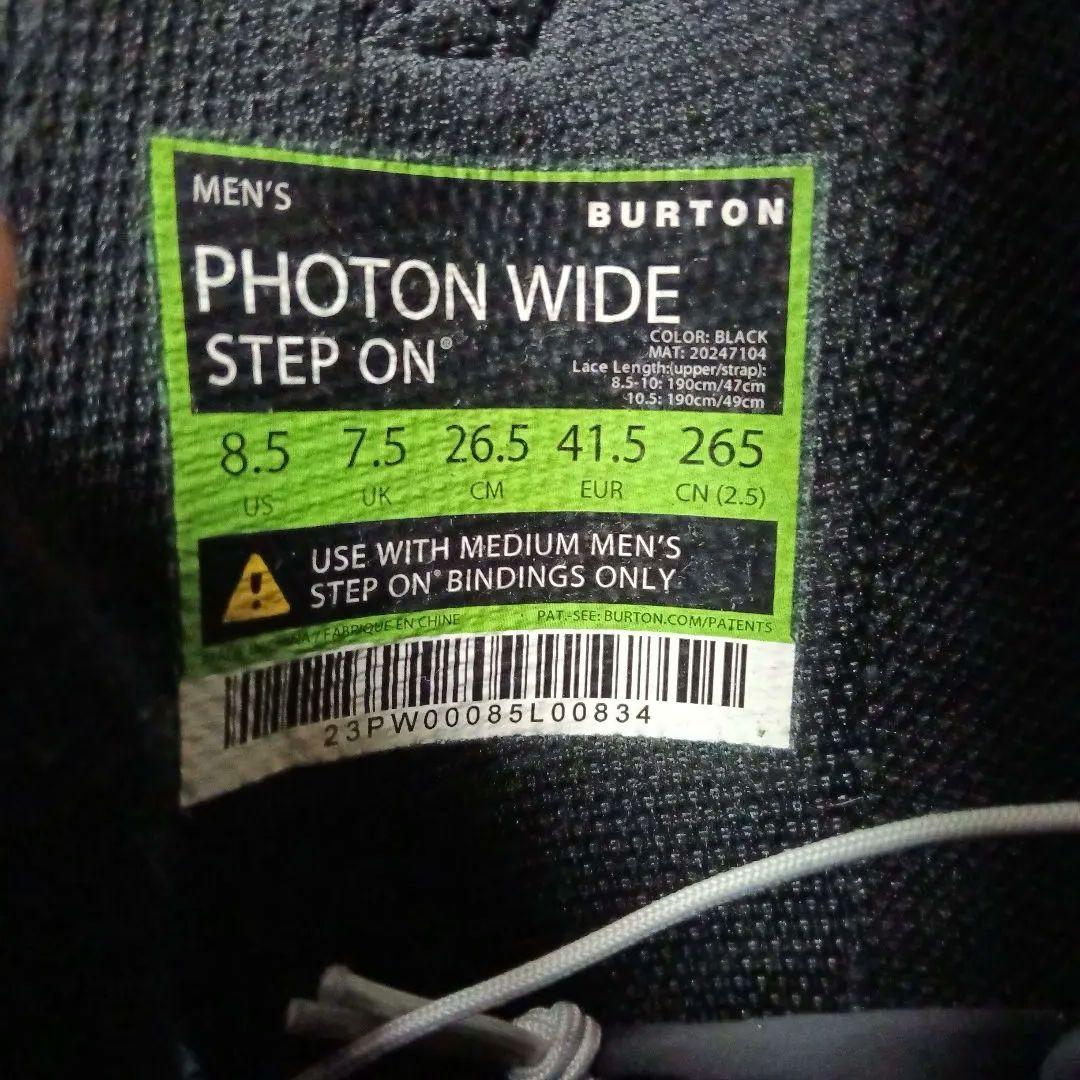 MEN'S
BURTON
PHOTON WIDE
STEP ON®
COLOR: BLACK
MAT: 20247104
Lace Length:(upper/strap):
8.5-10: 190cm/47cm
10.5: 190cm/49cm
8.5 7.5 26.5 41.5 265
US UK CM EUR CN (2.5)
USE WITH MEDIUM MEN'S
STEP ON® BINDINGS ONLY
FABRIQUE EN CHINE PAT.-SEE: BURTON.COM/PATENTS
23PW00085L00834